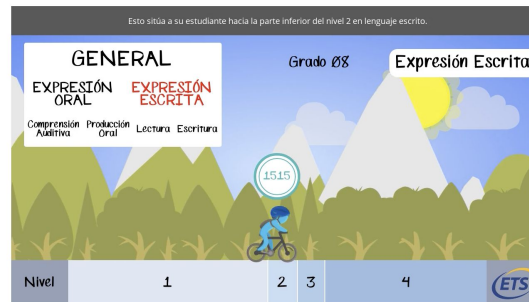 Esto sitúa a su estudiante hacia la parte inferior del nivel 2 en lenguaje escrito.
GENERAL
EXPRESIÓN ORAL
EXPRESIÓN ESCRITA
Comprensión Auditiva
Producción Oral
Lectura
Escritura
Grado 08
Expresión Escrita
1515
Nivel 1 2 3 4
ETS